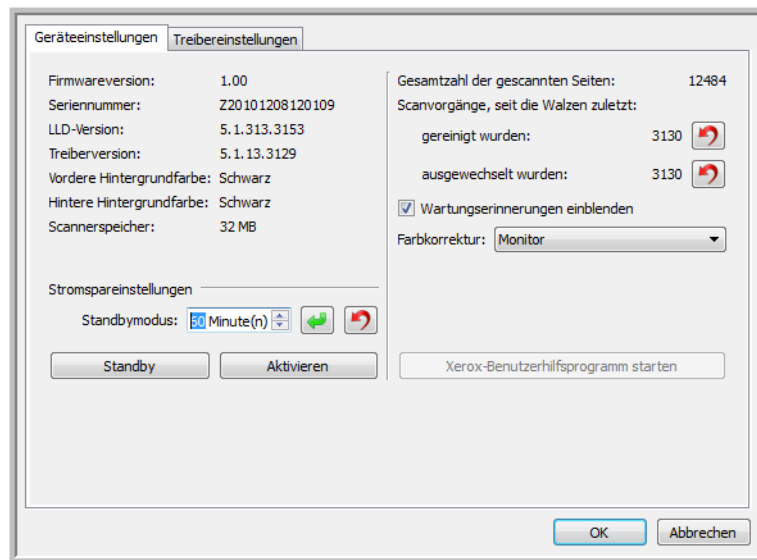 Geräteeinstellungen Treibereinstellungen
Firmwareversion: 1.00
Seriennummer: Z20101208120109
LLD-Version: 5.1.313.3153
Treiberversion: 5.1.13.3129
Vordere Hintergrundfarbe: Schwarz
Hintere Hintergrundfarbe: Schwarz
Scannerspeicher: 32 MB
Stromspareinstellungen
Standbymodus: 50 Minute(n)
Standby Aktivieren
Gesamtzahl der gescannten Seiten: 12484
Scanvorgänge, seit die Walzen zuletzt:
gereinigt wurden: 3130
ausgewechselt wurden: 3130
Wartungserinnerungen einblenden
Farbkorrektur: Monitor
Xerox-Benutzerhilfsprogramm starten
OK Abbrechen